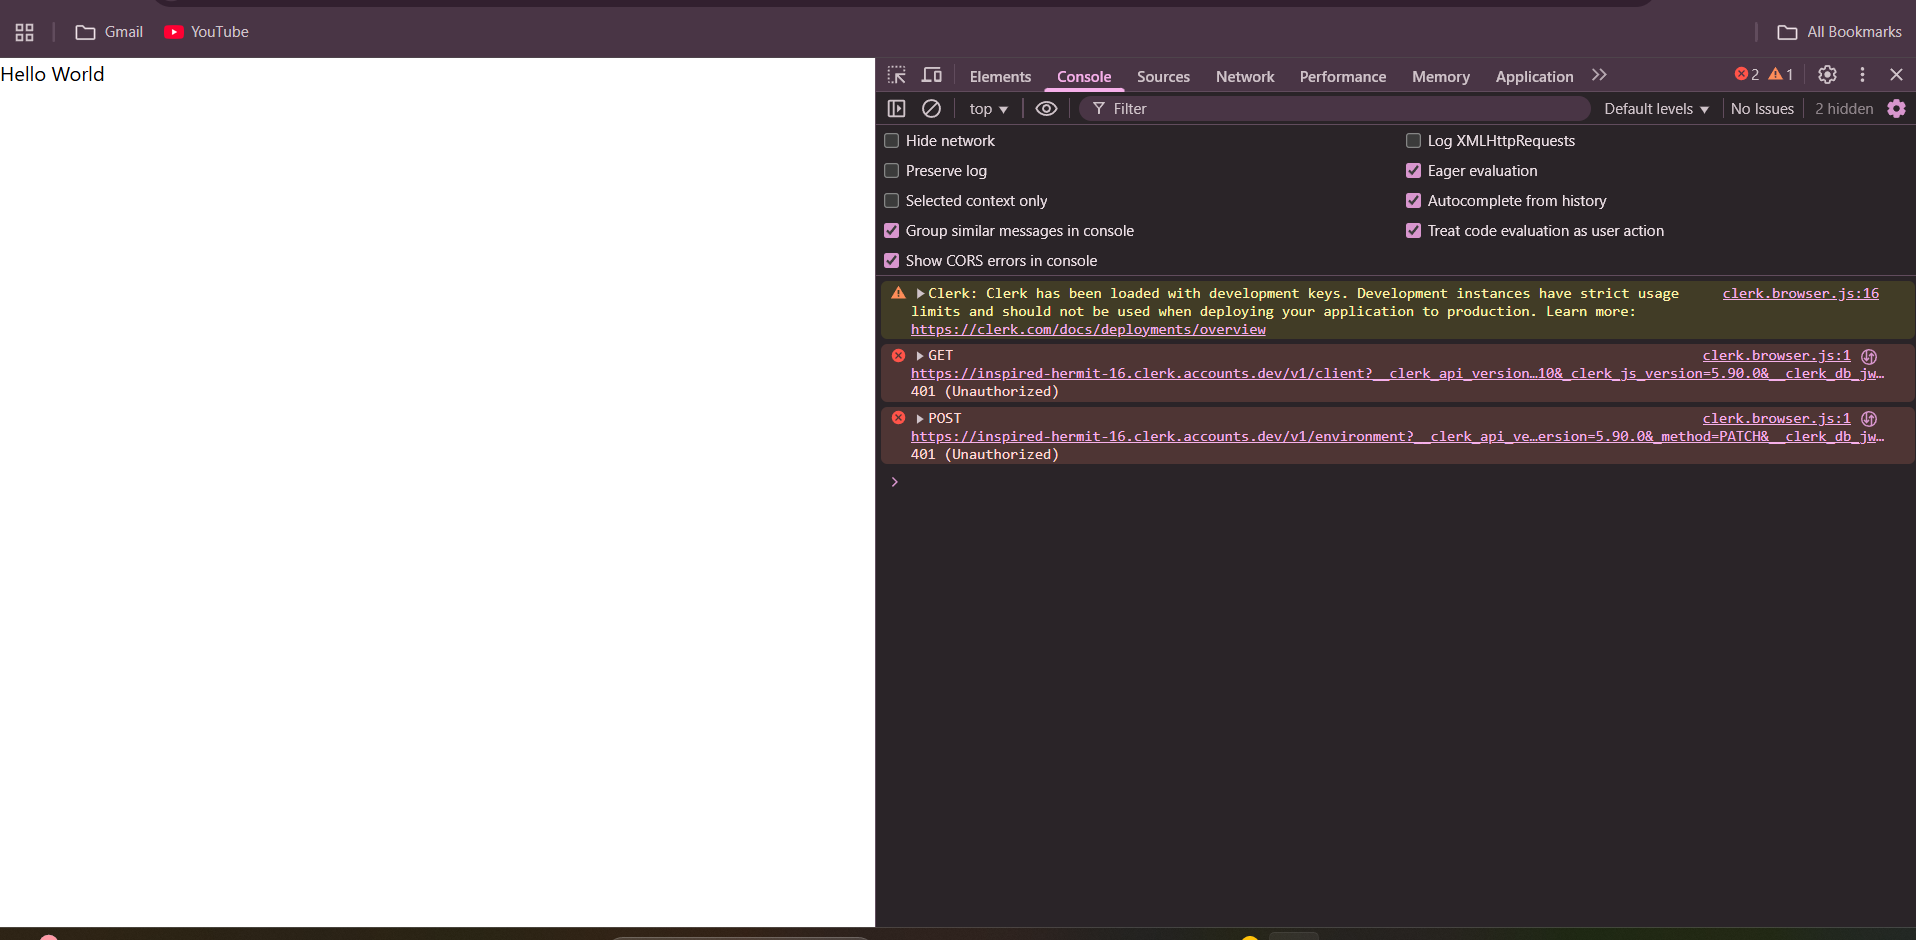 Gmail YouTube All Bookmarks
Hello World
Elements Console Sources Network Performance Memory Application 2 1
top Filter Default levels No Issues 2 hidden
Hide network
Log XMLHttpRequests
Preserve log
Eager evaluation
Selected context only
Autocomplete from history
Group similar messages in console
Treat code evaluation as user action
Show CORS errors in console
Clerk: Clerk has been loaded with development keys. Development instances have strict usage clerk.browser.js:16
limits and should not be used when deploying your application to production. Learn more:
https://clerk.com/docs/deployments/overview
GET clerk.browser.js:1
https://inspired-hermit-16.clerk.accounts.dev/v1/client?__clerk_api_version…10&_clerk_js_version=5.90.0&__clerk_db_jw…
401 (Unauthorized)
POST clerk.browser.js:1
https://inspired-hermit-16.clerk.accounts.dev/v1/environment?__clerk_api_ve…ersion=5.90.0&_method=PATCH&__clerk_db_jw…
401 (Unauthorized)